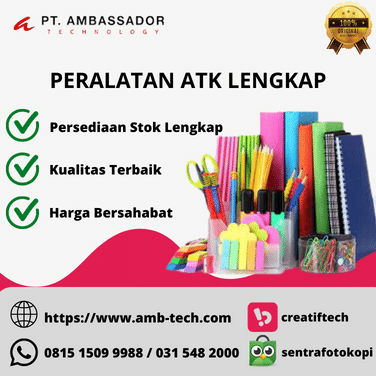 PT. AMBASSADOR
TECHNOLOGY
100%
ORIGINAL
PERALATAN ATK LENGKAP
Persediaan Stok Lengkap
Kualitas Terbaik
Harga Bersahabat
https://www.amb-tech.com
creatiftech
0815 1509 9988 / 031 548 2000
sentrafotokopi